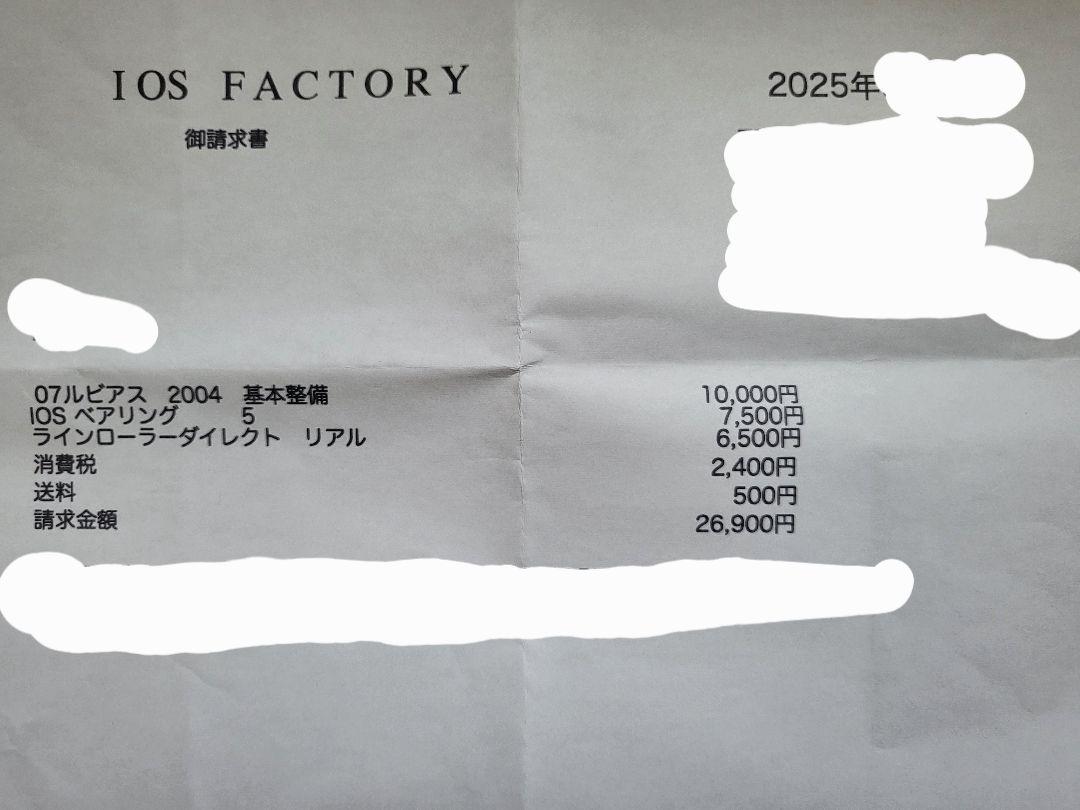 IOS FACTORY
2025年
御請求書
07ルビアス 2004 基本整備 10,000円
IOS ベアリング 5 7,500円
ラインローラーダイレクト リアル 6,500円
消費税 2,400円
送料 500円
請求金額 26,900円